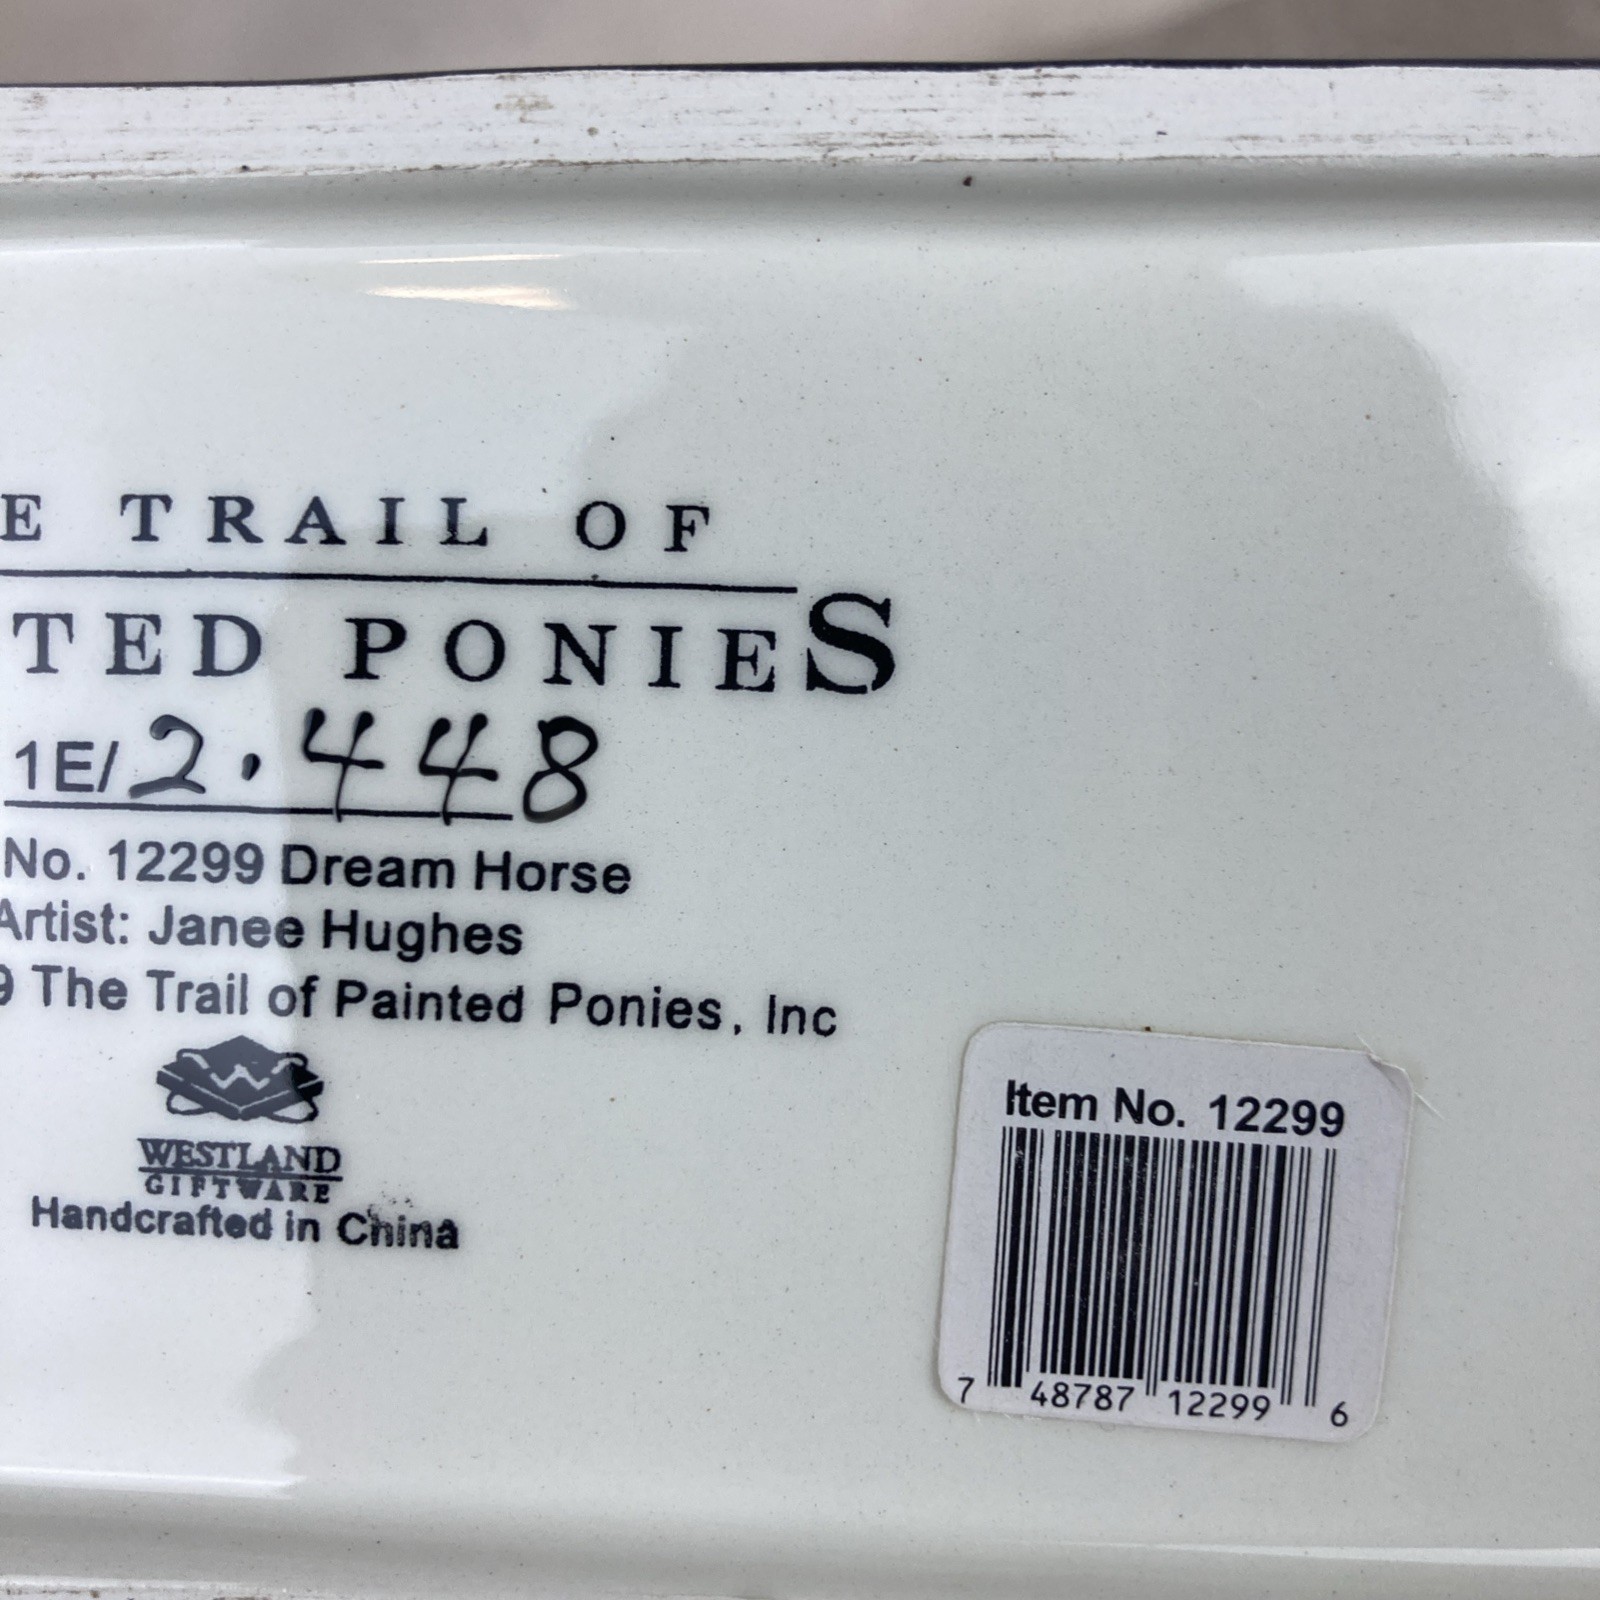 E TRAIL OF
TED PONIES
1E/2.448
No. 12299 Dream Horse
Artist: Janee Hughes
9 The Trail of Painted Ponies, Inc
W
WESTLAND
GIFTWARE
Handcrafted in China
Item No. 12299
7 48787 12299 6